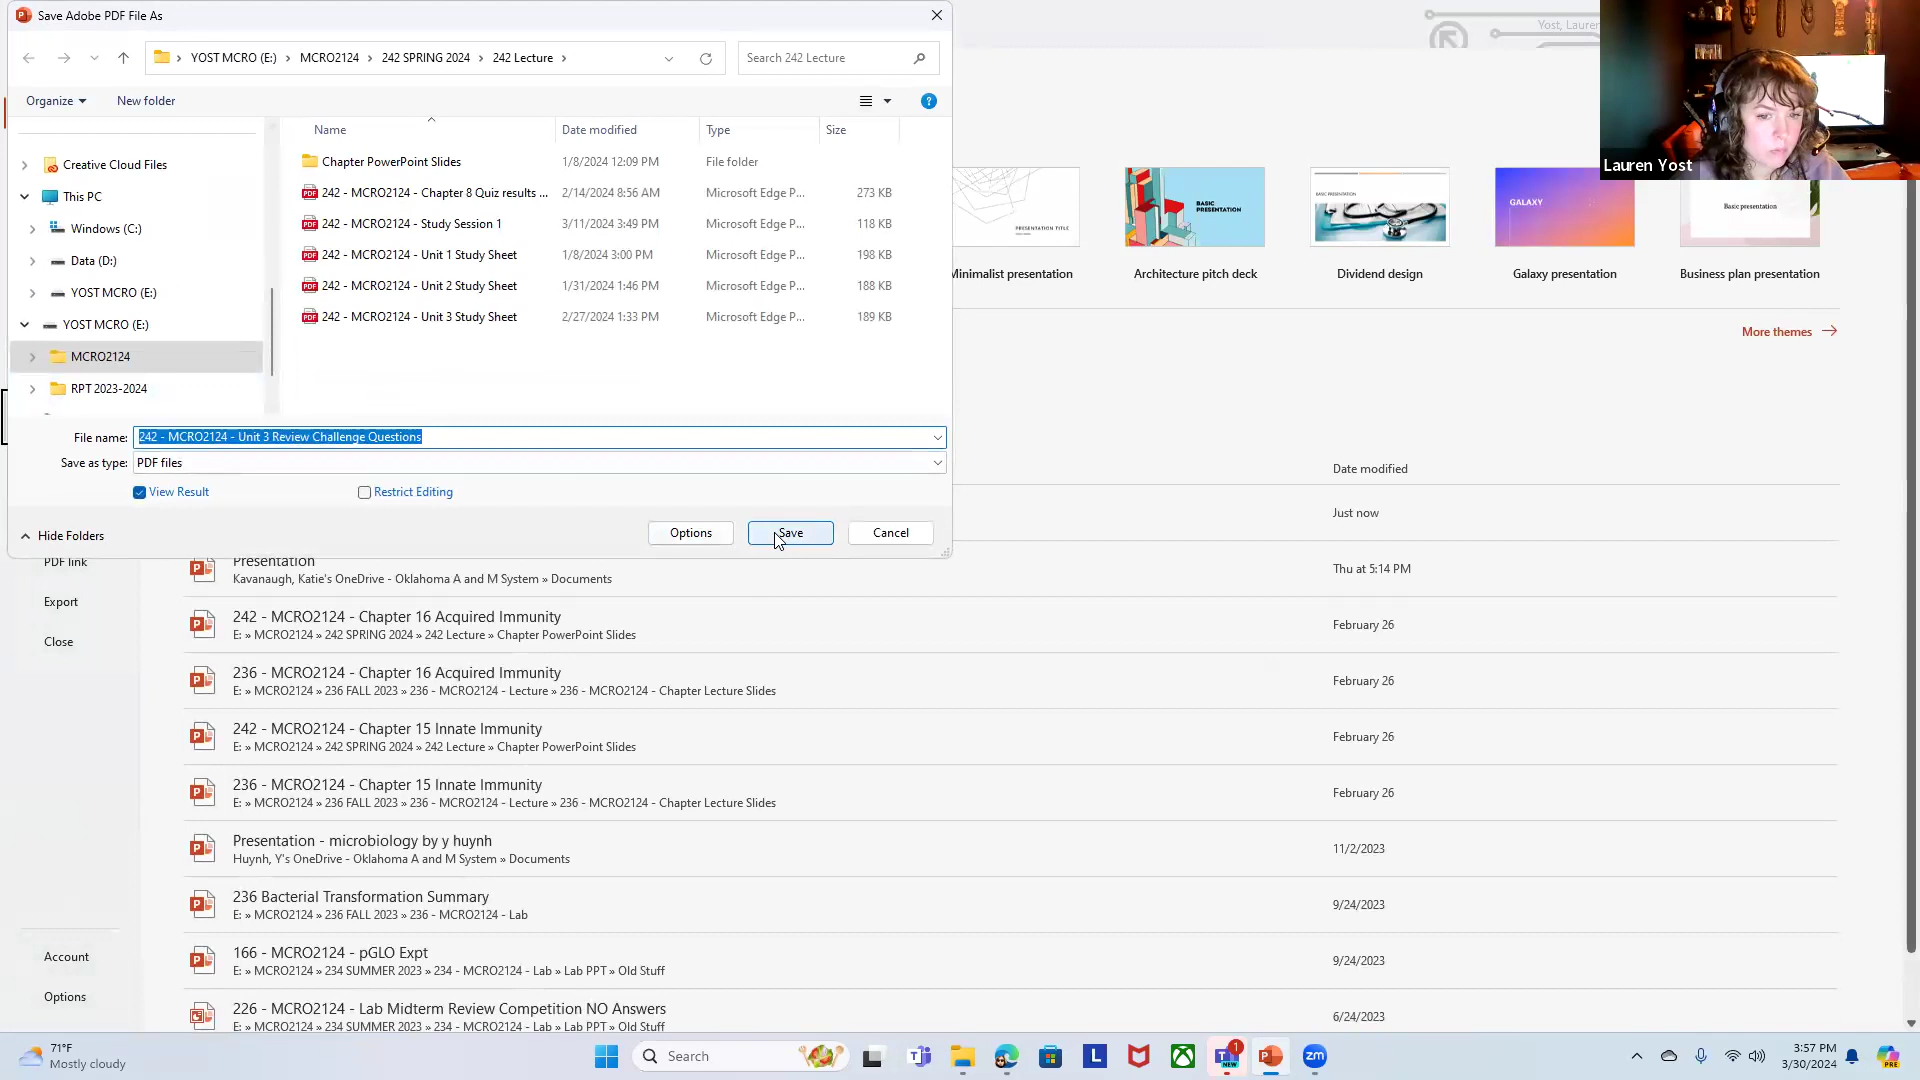 Save Adobe PDF File As
YOST MCRO (E:) > MCRO2124 > 242 SPRING 2024 > 242 Lecture >
Search 242 Lecture
Organize
New folder
Name
Date modified
Type
Size
Creative Cloud Files
This PC
Windows (C:)
Data (D:)
YOST MCRO (E:)
YOST MCRO (E:)
MCRO2124
RPT 2023-2024
Chapter PowerPoint Slides 1/8/2024 12:09 PM File folder
242 - MCRO2124 - Chapter 8 Quiz results ... 2/14/2024 8:56 AM Microsoft Edge P... 273 KB
242 - MCRO2124 - Study Session 1 3/11/2024 3:49 PM Microsoft Edge P... 118 KB
242 - MCRO2124 - Unit 1 Study Sheet 1/8/2024 3:00 PM Microsoft Edge P... 198 KB
242 - MCRO2124 - Unit 2 Study Sheet 1/31/2024 1:46 PM Microsoft Edge P... 188 KB
242 - MCRO2124 - Unit 3 Study Sheet 2/27/2024 1:33 PM Microsoft Edge P... 189 KB
File name: 242 - MCRO2124 - Unit 3 Review Challenge Questions
Save as type: PDF files
View Result
Restrict Editing
Hide Folders
Options
Save
Cancel
Yost, Lauren
Lauren Yost
PRESENTATION TITLE
BASIC
PRESENTATION
BASIC PRESENTATION
GALAXY
Basic presentation
Minimalist presentation
Architecture pitch deck
Dividend design
Galaxy presentation
Business plan presentation
More themes
Date modified
Just now
PDF link
Export
Close
Account
Options
Presentation
Kavanaugh, Katie's OneDrive - Oklahoma A and M System » Documents
Thu at 5:14 PM
242 - MCRO2124 - Chapter 16 Acquired Immunity
E: » MCRO2124 » 242 SPRING 2024 » 242 Lecture » Chapter PowerPoint Slides
February 26
236 - MCRO2124 - Chapter 16 Acquired Immunity
E: » MCRO2124 » 236 FALL 2023 » 236 - MCRO2124 - Lecture » 236 - MCRO2124 - Chapter Lecture Slides
February 26
242 - MCRO2124 - Chapter 15 Innate Immunity
E: » MCRO2124 » 242 SPRING 2024 » 242 Lecture » Chapter PowerPoint Slides
February 26
236 - MCRO2124 - Chapter 15 Innate Immunity
E: » MCRO2124 » 236 FALL 2023 » 236 - MCRO2124 - Lecture » 236 - MCRO2124 - Chapter Lecture Slides
February 26
Presentation - microbiology by y huynh
Huynh, Y's OneDrive - Oklahoma A and M System » Documents
11/2/2023
236 Bacterial Transformation Summary
E: » MCRO2124 » 236 FALL 2023 » 236 - MCRO2124 - Lab
9/24/2023
166 - MCRO2124 - pGLO Expt
E: » MCRO2124 » 234 SUMMER 2023 » 234 - MCRO2124 - Lab » Lab PPT » Old Stuff
9/24/2023
226 - MCRO2124 - Lab Midterm Review Competition NO Answers
E: » MCRO2124 » 234 SUMMER 2023 » 234 - MCRO2124 - Lab » Lab PPT » Old Stuff
6/24/2023
71°F
Mostly cloudy
Search
L
NEW
1
zm
3:57 PM
3/30/2024
PRE